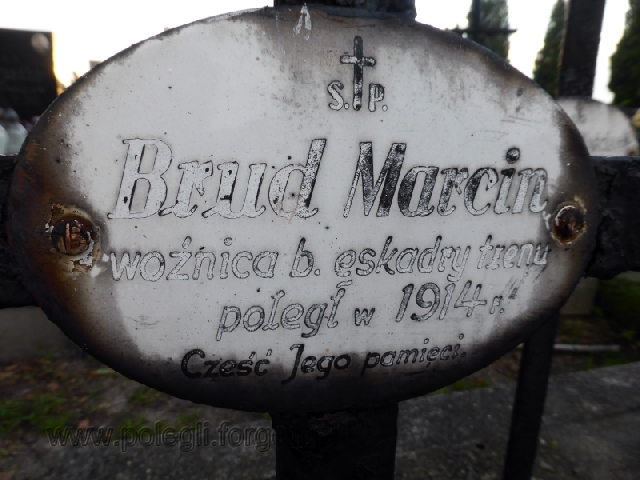 S. † P.
Brud Marcin
woźnica b. eskadry trenu
poległ w 1914 r.
Cześć Jego pamięci.
www.polegli.forge